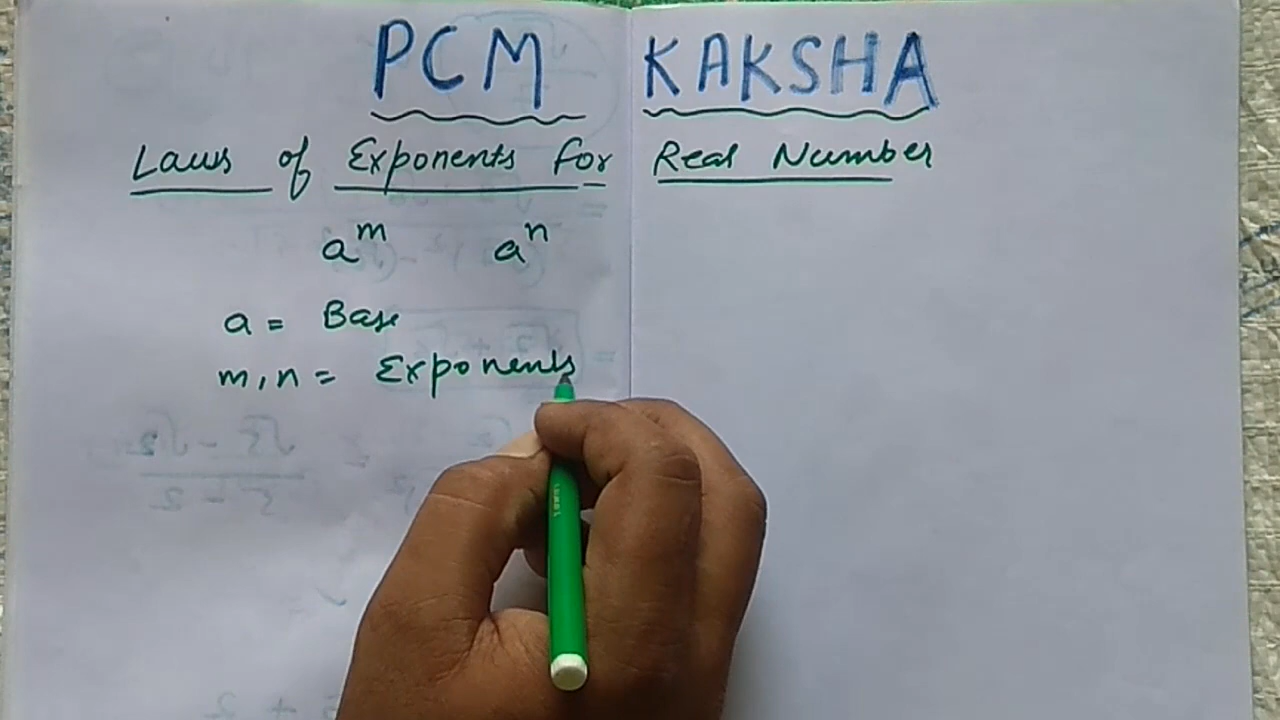 PCM KAKSHA
Laws of Exponents for Real Number
a^m a^n
a = Base
m, n = Exponents